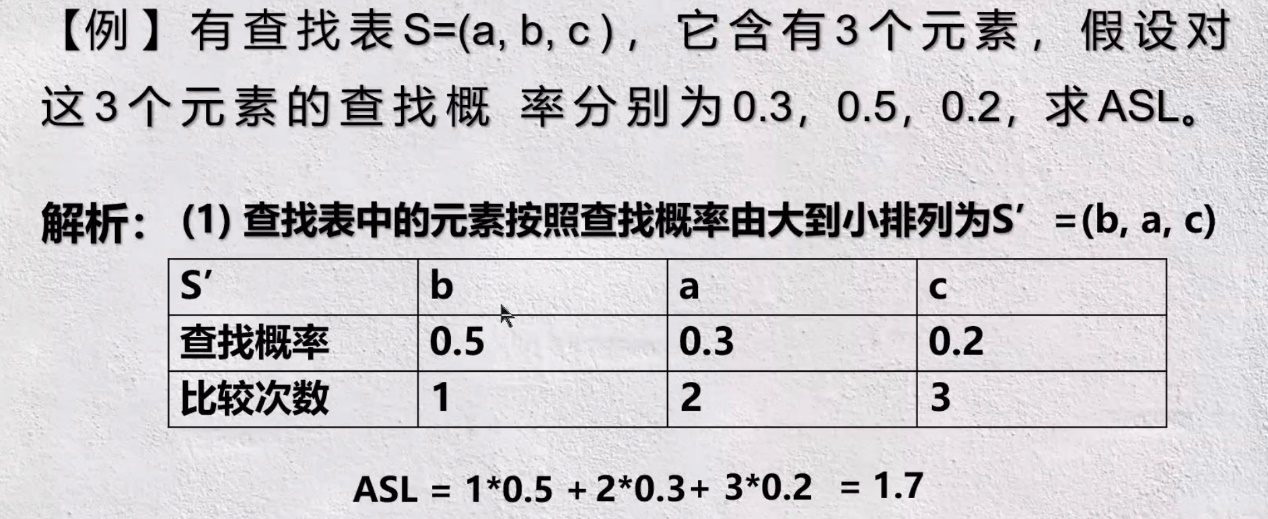 【例】有查找表S=(a, b, c)，它含有3个元素，假设对
这3个元素的查找概 率分别为0.3，0.5，0.2，求ASL。
解析：(1) 查找表中的元素按照查找概率由大到小排列为S′ =(b, a, c)
S′ b a c
查找概率 0.5 0.3 0.2
比较次数 1 2 3
ASL = 1*0.5 + 2*0.3+ 3*0.2 = 1.7